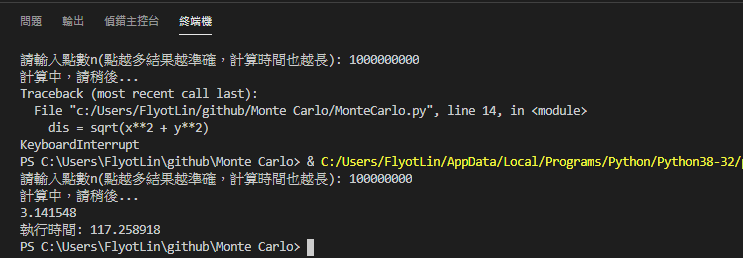 問題 輸出 偵錯主控台 終端機
請輸入點數n(點越多結果越準確，計算時間也越長): 1000000000
計算中，請稍後...
Traceback (most recent call last):
  File "c:/Users/FlyotLin/github/Monte Carlo/MonteCarlo.py", line 14, in <module>
    dis = sqrt(x**2 + y**2)
KeyboardInterrupt
PS C:\Users\FlyotLin\github\Monte Carlo> & C:/Users/FlyotLin/AppData/Local/Programs/Python/Python38-32/
請輸入點數n(點越多結果越準確，計算時間也越長): 100000000
計算中，請稍後...
3.141548
執行時間: 117.258918
PS C:\Users\FlyotLin\github\Monte Carlo>